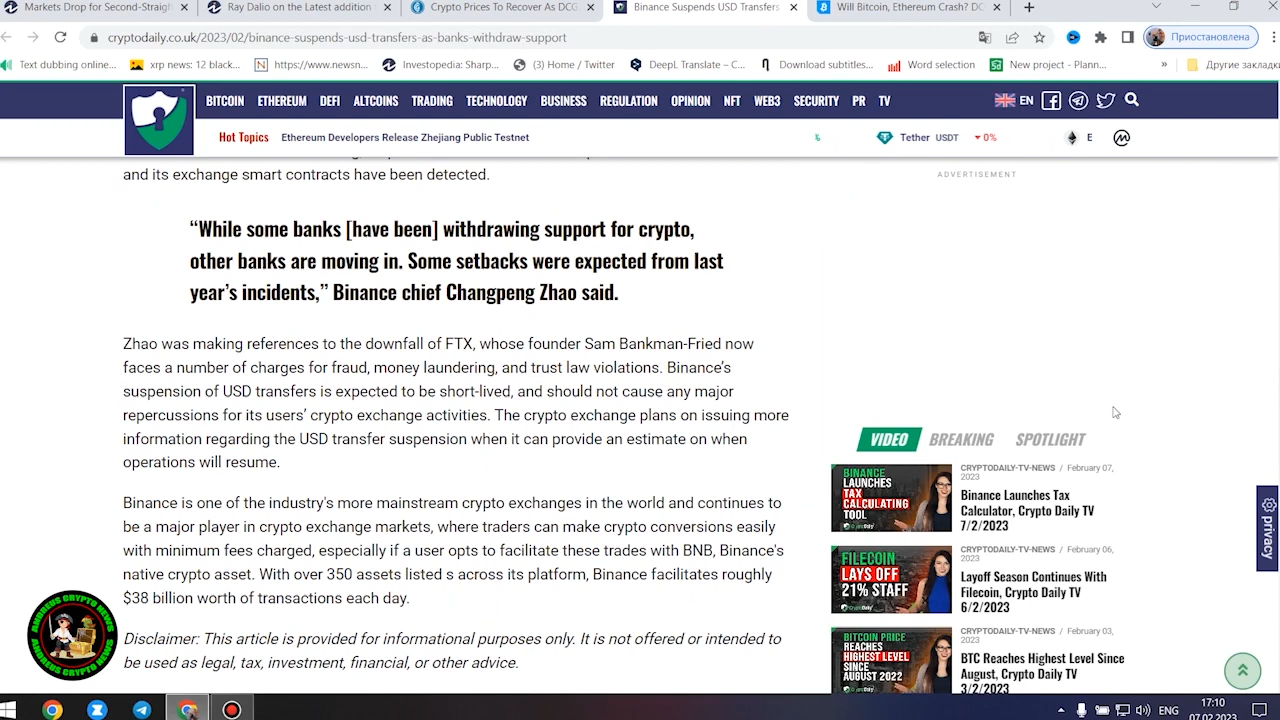 Markets Drop for Second-Straigh
Ray Dalio on the Latest addition
Crypto Prices To Recover As DCG
Binance Suspends USD Transfers
Will Bitcoin, Ethereum Crash? DC
cryptodaily.co.uk/2023/02/binance-suspends-usd-transfers-as-banks-withdraw-support
Приостановлена
Text dubbing online...
xrp news: 12 black...
https://www.newsn...
Investopedia: Sharp...
(3) Home / Twitter
DeepL Translate – C...
Download subtitles...
Word selection
New project - Plann...
»
Другие закладки
BITCOIN ETHEREUM DEFI ALTCOINS TRADING TECHNOLOGY BUSINESS REGULATION OPINION NFT WEB3 SECURITY PR TV
EN
Hot Topics
Ethereum Developers Release Zhejiang Public Testnet
Tether USDT 0%
E
and its exchange smart contracts have been detected.
ADVERTISEMENT
“While some banks [have been] withdrawing support for crypto,
other banks are moving in. Some setbacks were expected from last
year’s incidents,” Binance chief Changpeng Zhao said.
Zhao was making references to the downfall of FTX, whose founder Sam Bankman-Fried now
faces a number of charges for fraud, money laundering, and trust law violations. Binance’s
suspension of USD transfers is expected to be short-lived, and should not cause any major
repercussions for its users’ crypto exchange activities. The crypto exchange plans on issuing more
information regarding the USD transfer suspension when it can provide an estimate on when
operations will resume.
Binance is one of the industry's more mainstream crypto exchanges in the world and continues to
be a major player in crypto exchange markets, where traders can make crypto conversions easily
with minimum fees charged, especially if a user opts to facilitate these trades with BNB, Binance's
native crypto asset. With over 350 assets listed s across its platform, Binance facilitates roughly
$38 billion worth of transactions each day.
Disclaimer: This article is provided for informational purposes only. It is not offered or intended to
be used as legal, tax, investment, financial, or other advice.
VIDEO BREAKING SPOTLIGHT
BINANCE
LAUNCHES
TAX
CALCULATING
TOOL
CRYPTODAILY-TV-NEWS / February 07,
2023
Binance Launches Tax
Calculator, Crypto Daily TV
7/2/2023
FILECOIN
LAYS OFF
21% STAFF
CRYPTODAILY-TV-NEWS / February 06,
2023
Layoff Season Continues With
Filecoin, Crypto Daily TV
6/2/2023
BITCOIN PRICE
REACHES
HIGHEST LEVEL
SINCE
AUGUST 2022
CRYPTODAILY-TV-NEWS / February 03,
2023
BTC Reaches Highest Level Since
August, Crypto Daily TV
3/2/2023
privacy
ANDREUS CRYPTO NEWS
ANDREUS CRYPTO NEWS
ENG
17:10
07.02.2023